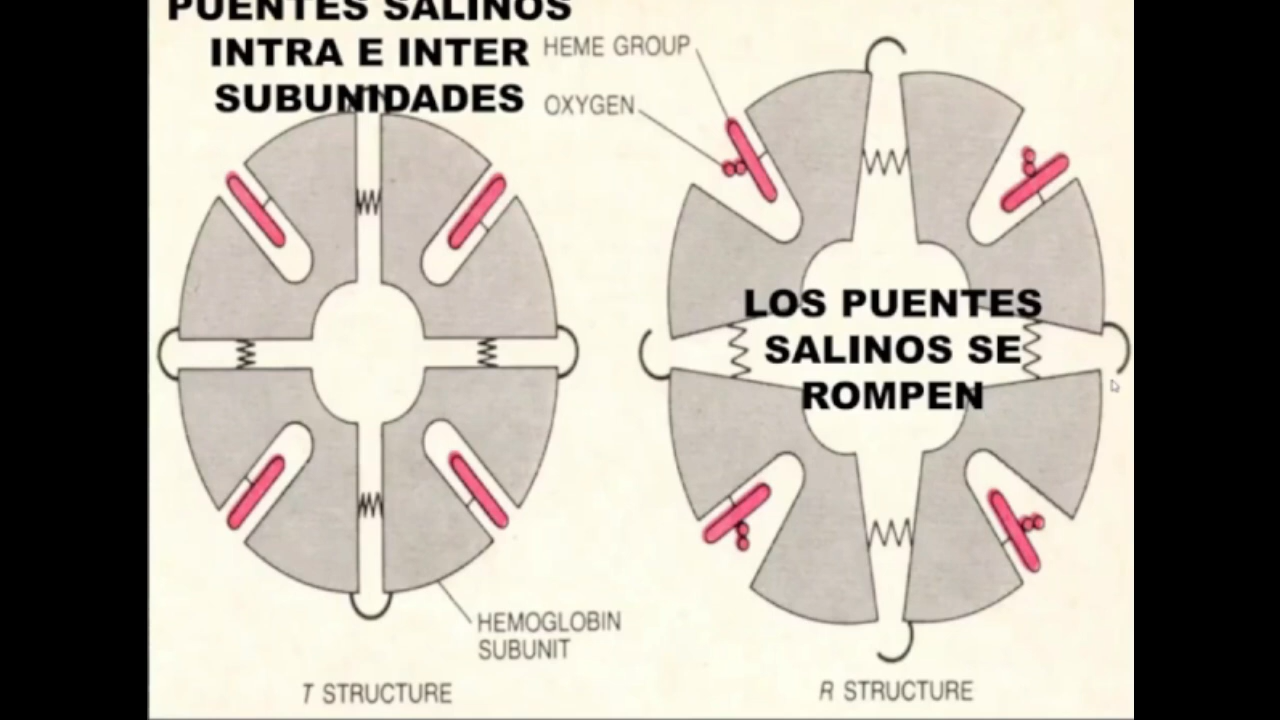 PUENTES SALINOS
INTRA E INTER
SUBUNIDADES
HEME GROUP
OXYGEN
LOS PUENTES
SALINOS SE
ROMPEN
HEMOGLOBIN
SUBUNIT
T STRUCTURE
R STRUCTURE